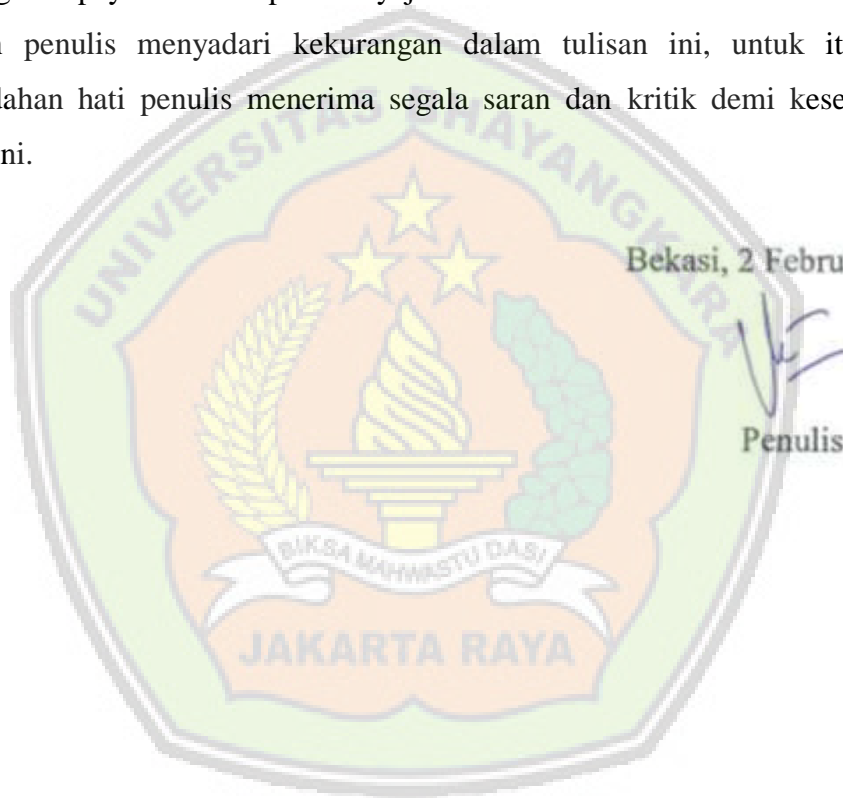 penulis menyadari kekurangan dalam tulisan ini, untuk it
dahan hati penulis menerima segala saran dan kritik demi kese
ni.
UNIVERSITAS BHAYANGKARA
Bekasi, 2 Febru
Penulis
BIKSA MAHWASTU DASI
JAKARTA RAYA